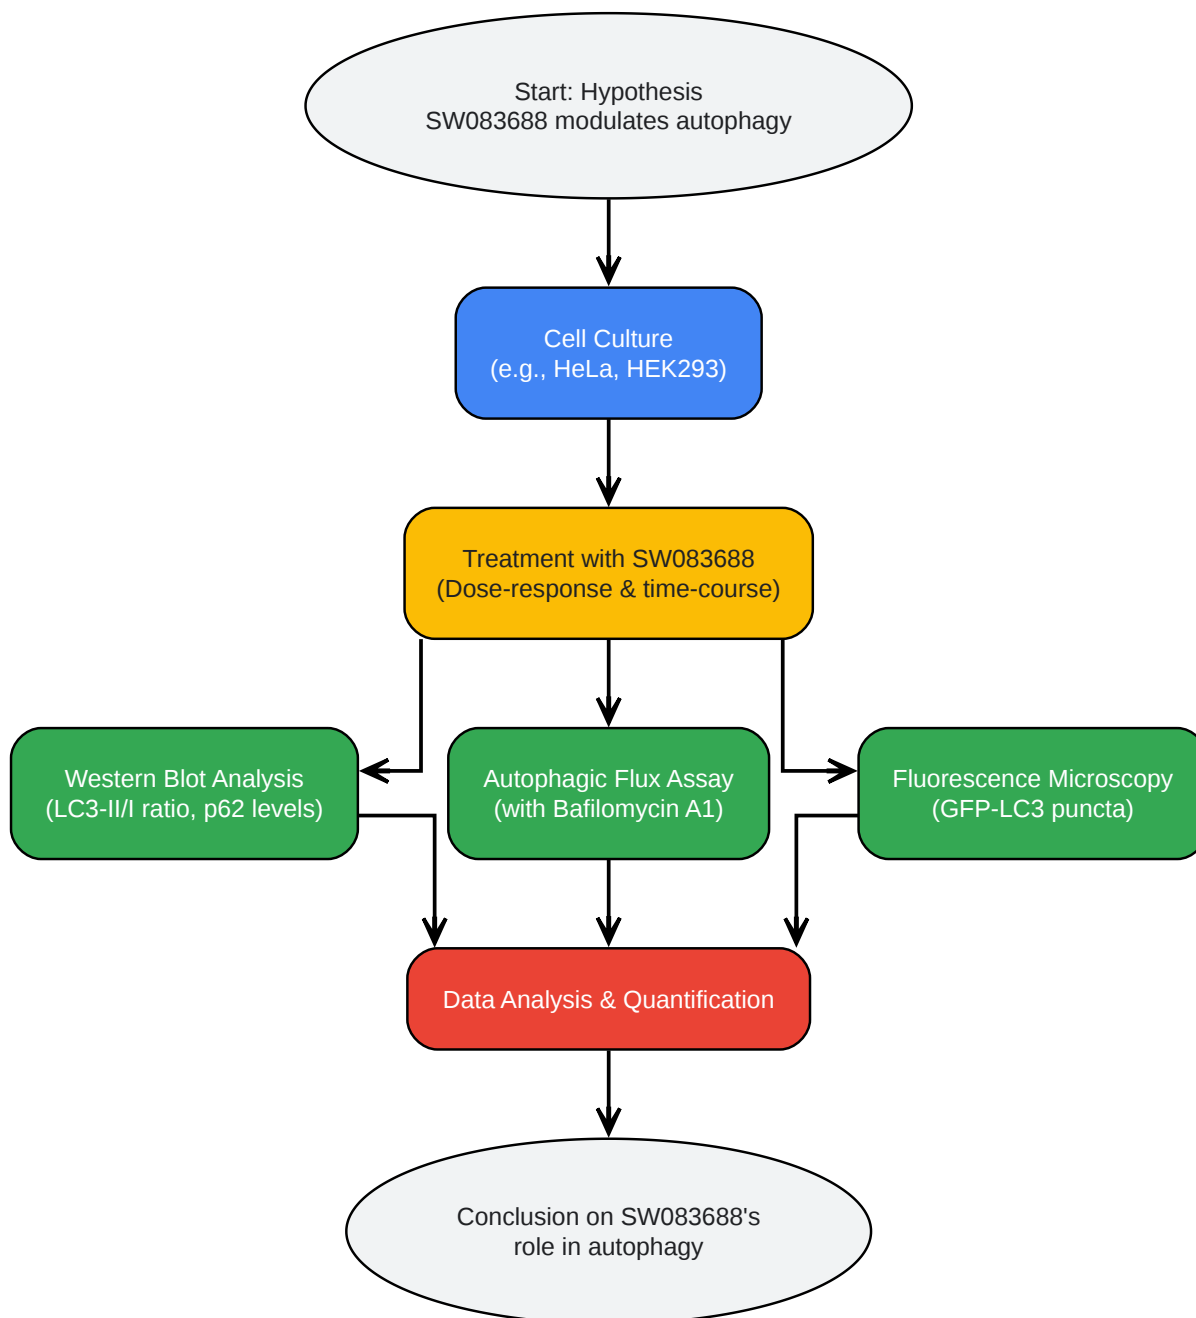 Start: Hypothesis
SW083688 modulates autophagy
Cell Culture
(e.g., HeLa, HEK293)
Treatment with SW083688
(Dose-response & time-course)
Western Blot Analysis
(LC3-II/I ratio, p62 levels)
Autophagic Flux Assay
(with Bafilomycin A1)
Fluorescence Microscopy
(GFP-LC3 puncta)
Data Analysis & Quantification
Conclusion on SW083688's
role in autophagy